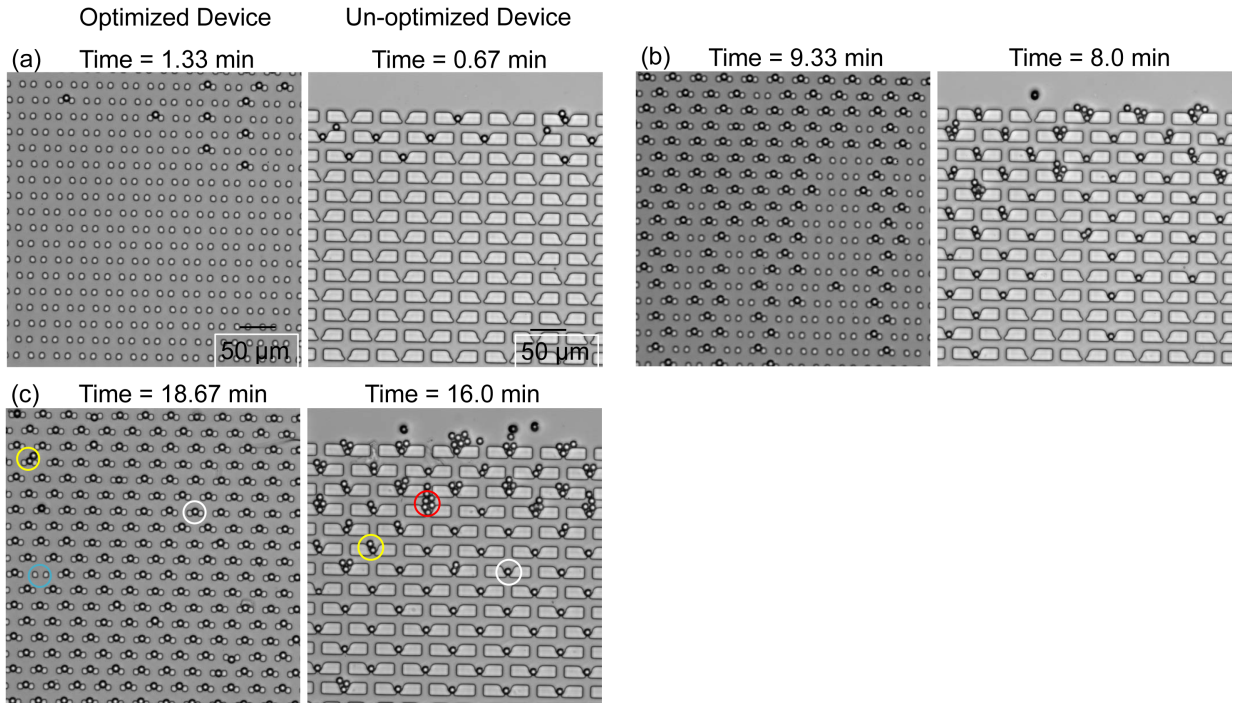 Optimized Device Un-optimized Device
(a) Time = 1.33 min Time = 0.67 min (b) Time = 9.33 min Time = 8.0 min
50 μm 50 μm
(c) Time = 18.67 min Time = 16.0 min